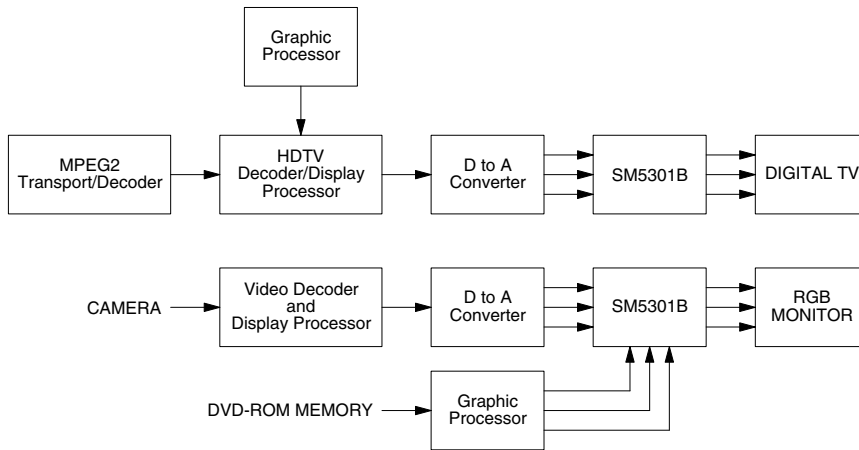 Graphic
Processor
MPEG2
Transport/Decoder
HDTV
Decoder/Display
Processor
D to A
Converter
SM5301B
DIGITAL TV
CAMERA
Video Decoder
and
Display Processor
D to A
Converter
SM5301B
RGB
MONITOR
DVD-ROM MEMORY
Graphic
Processor